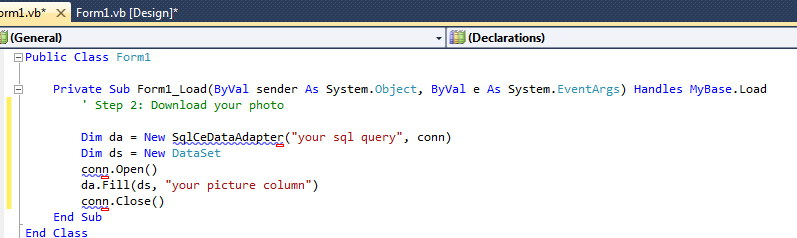 orm1.vb* Form1.vb [Design]*
(General) (Declarations)
Public Class Form1
Private Sub Form1_Load(ByVal sender As System.Object, ByVal e As System.EventArgs) Handles MyBase.Load
' Step 2: Download your photo
Dim da = New SqlCeDataAdapter("your sql query", conn)
Dim ds = New DataSet
conn.Open()
da.Fill(ds, "your picture column")
conn.Close()
End Sub
End Class